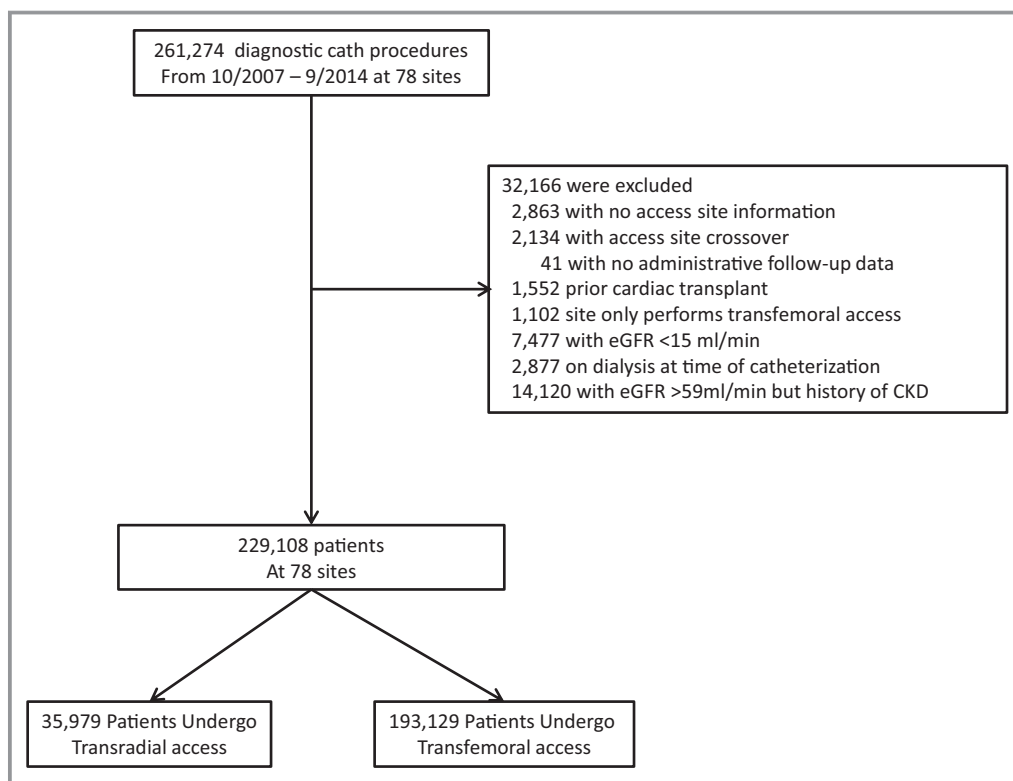 261,274 diagnostic cath procedures
From 10/2007 – 9/2014 at 78 sites
32,166 were excluded
2,863 with no access site information
2,134 with access site crossover
41 with no administrative follow-up data
1,552 prior cardiac transplant
1,102 site only performs transfemoral access
7,477 with eGFR <15 ml/min
2,877 on dialysis at time of catheterization
14,120 with eGFR >59ml/min but history of CKD
229,108 patients
At 78 sites
35,979 Patients Undergo
Transradial access
193,129 Patients Undergo
Transfemoral access